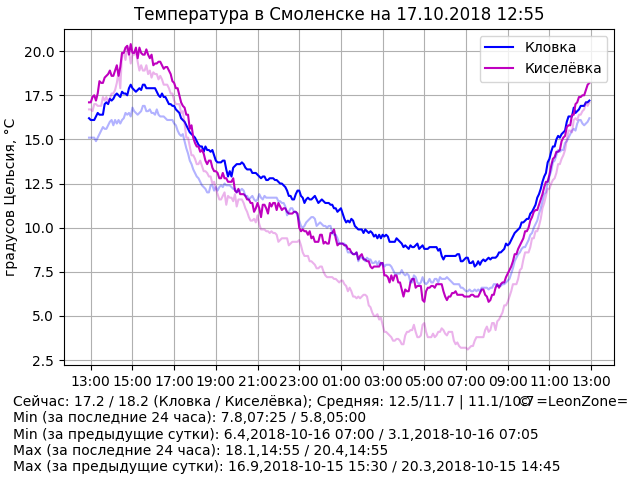 Температура в Смоленске на 17.10.2018 12:55
Кловка
Киселёвка
градусов Цельсия, °C
20.0
17.5
15.0
12.5
10.0
7.5
5.0
2.5
13:00 15:00 17:00 19:00 21:00 23:00 01:00 03:00 05:00 07:00 09:00 11:00 13:00
Сейчас: 17.2 / 18.2 (Кловка / Киселёвка); Средняя: 12.5/11.7 | 11.1/10.7
© =LeonZone=
Min (за последние 24 часа): 7.8,07:25 / 5.8,05:00
Min (за предыдущие сутки): 6.4,2018-10-16 07:00 / 3.1,2018-10-16 07:05
Max (за последние 24 часа): 18.1,14:55 / 20.4,14:55
Max (за предыдущие сутки): 16.9,2018-10-15 15:30 / 20.3,2018-10-15 14:45